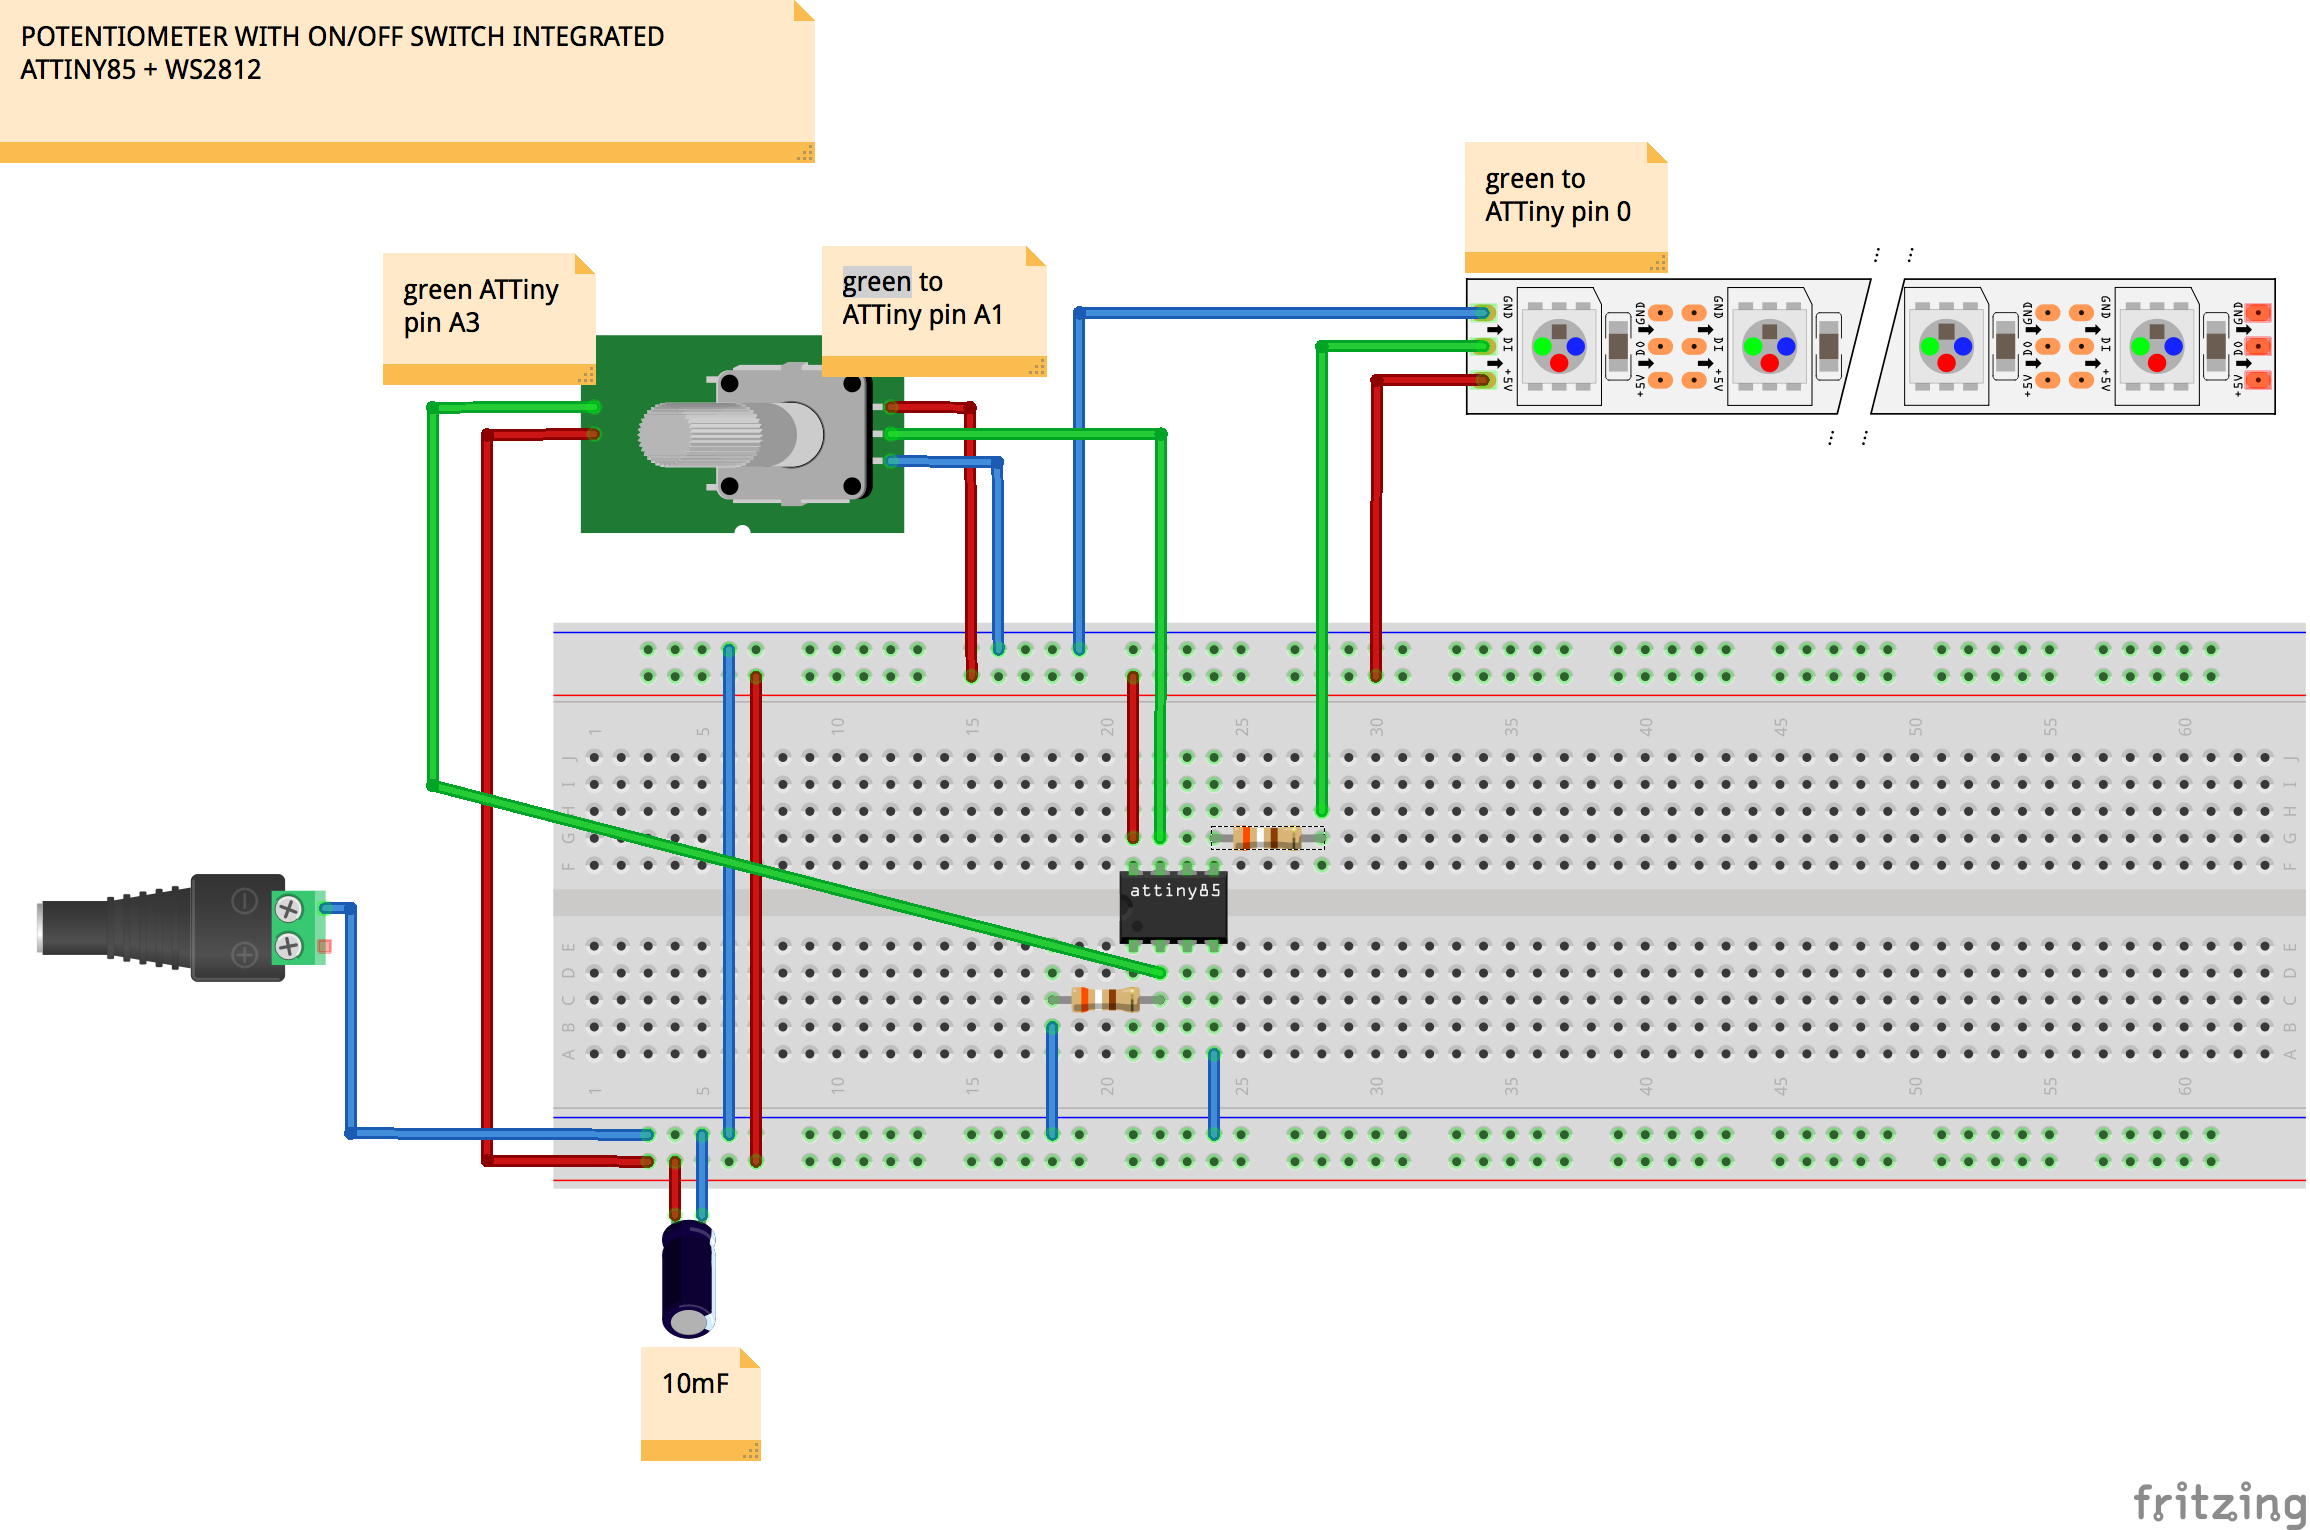 POTENTIOMETER WITH ON/OFF SWITCH INTEGRATED
ATTINY85 + WS2812
green to
ATTiny pin 0
green ATTiny
pin A3
green to
ATTiny pin A1
GND GND GND GND GND GND
DI DO DI DO DI DO
+5V +5V +5V +5V +5V +5V
1 5 10 15 20 25 30 35 40 45 50 55 60
J J
I I
H H
G G
F F
attiny85
E E
D D
C C
B B
A A
1 5 10 15 20 25 30 35 40 45 50 55 60
10mF
fritzing